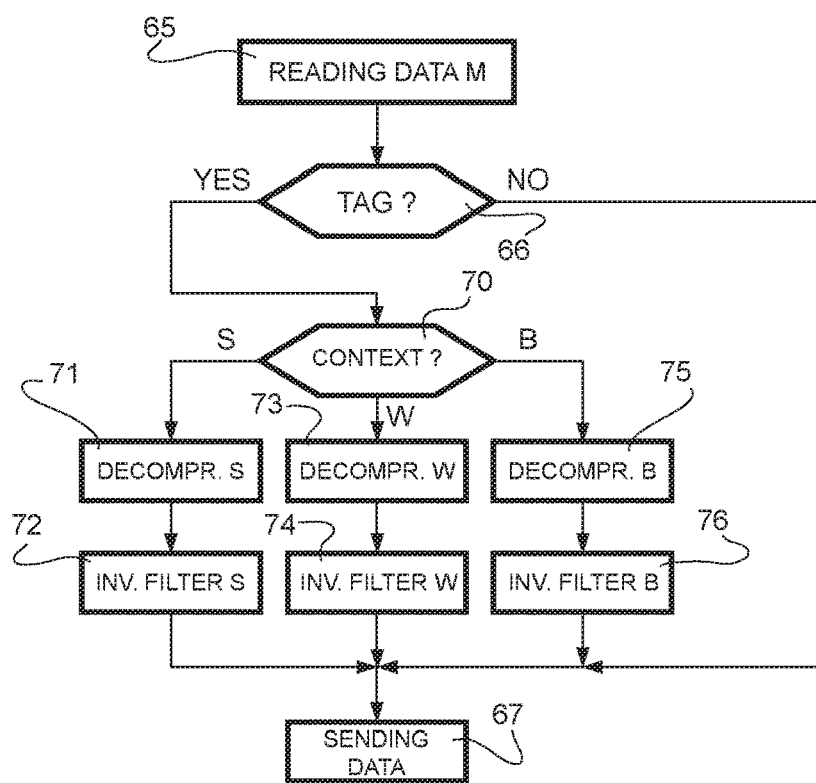 65
READING DATA M
YES
TAG ?
NO
66
70
S
CONTEXT ?
B
71
73
W
75
DECOMPR. S
DECOMPR. W
DECOMPR. B
72
74
76
INV. FILTER S
INV. FILTER W
INV. FILTER B
67
SENDING
DATA